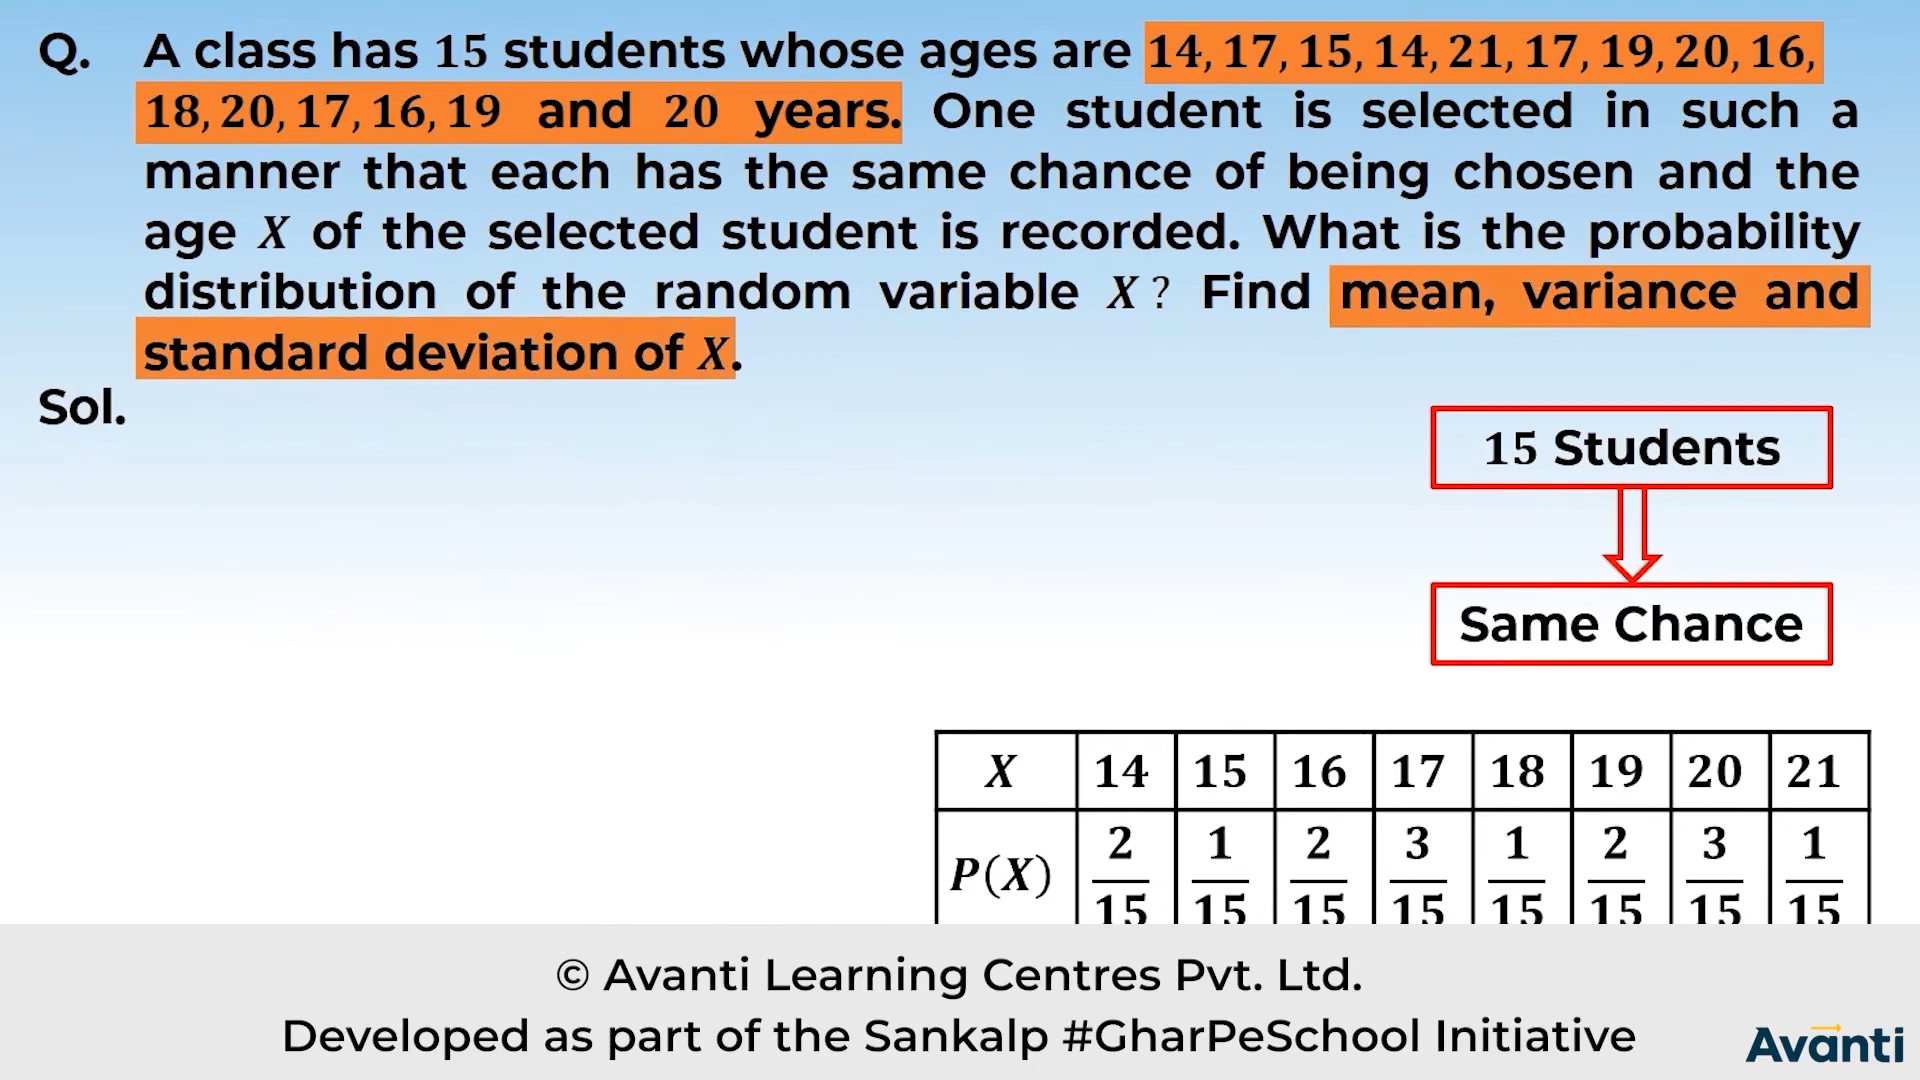 Q. A class has 15 students whose ages are 14, 17, 15, 14, 21, 17, 19, 20, 16,
18, 20, 17, 16, 19 and 20 years. One student is selected in such a
manner that each has the same chance of being chosen and the
age X of the selected student is recorded. What is the probability
distribution of the random variable X ? Find mean, variance and
standard deviation of X.
Sol.
15 Students
Same Chance
X 14 15 16 17 18 19 20 21
P(X) 2/15 1/15 2/15 3/15 1/15 2/15 3/15 1/15
© Avanti Learning Centres Pvt. Ltd.
Developed as part of the Sankalp #GharPeSchool Initiative
Avanti